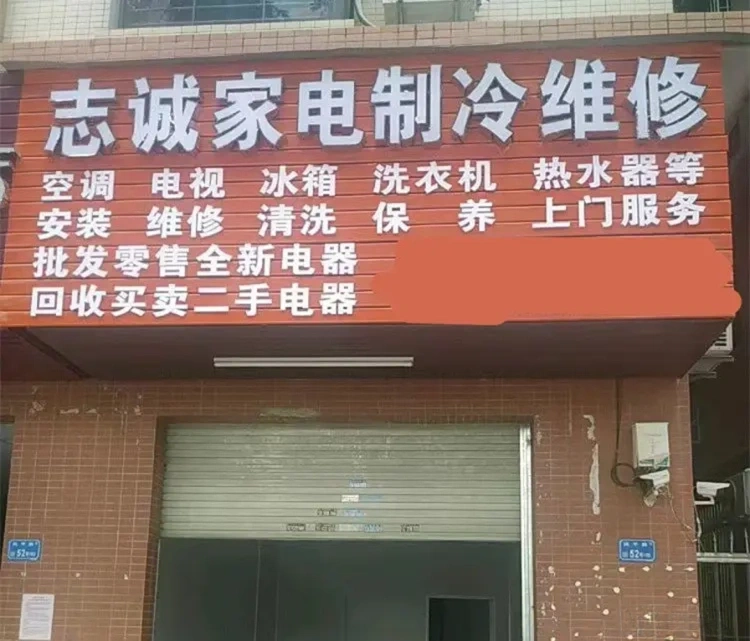 志诚家电制冷维修
空调 电视 冰箱 洗衣机 热水器等
安装 维修 清洗 保养 上门服务
批发零售全新电器
回收买卖二手电器
52
52